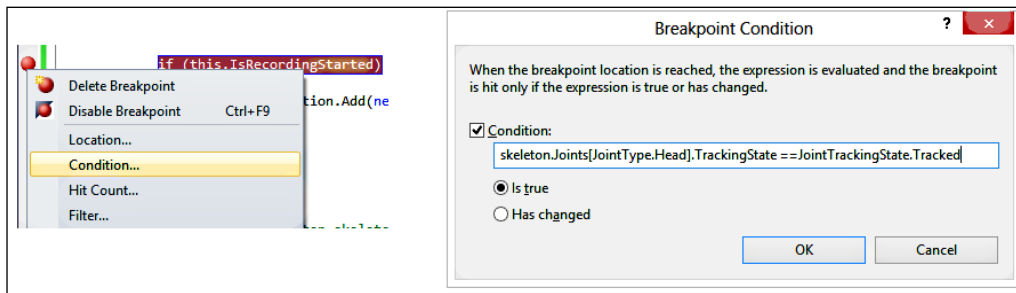 if (this.IsRecordingStarted)
Delete Breakpoint
tion.Add(ne
Disable Breakpoint Ctrl+F9
Location...
Condition...
Hit Count...
Filter...
Breakpoint Condition
? ×
When the breakpoint location is reached, the expression is evaluated and the breakpoint
is hit only if the expression is true or has changed.
Condition:
skeleton.Joints[JointType.Head].TrackingState ==JointTrackingState.Tracked
Is true
Has changed
OK Cancel